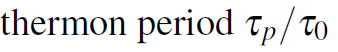 thermon period τp/τ0